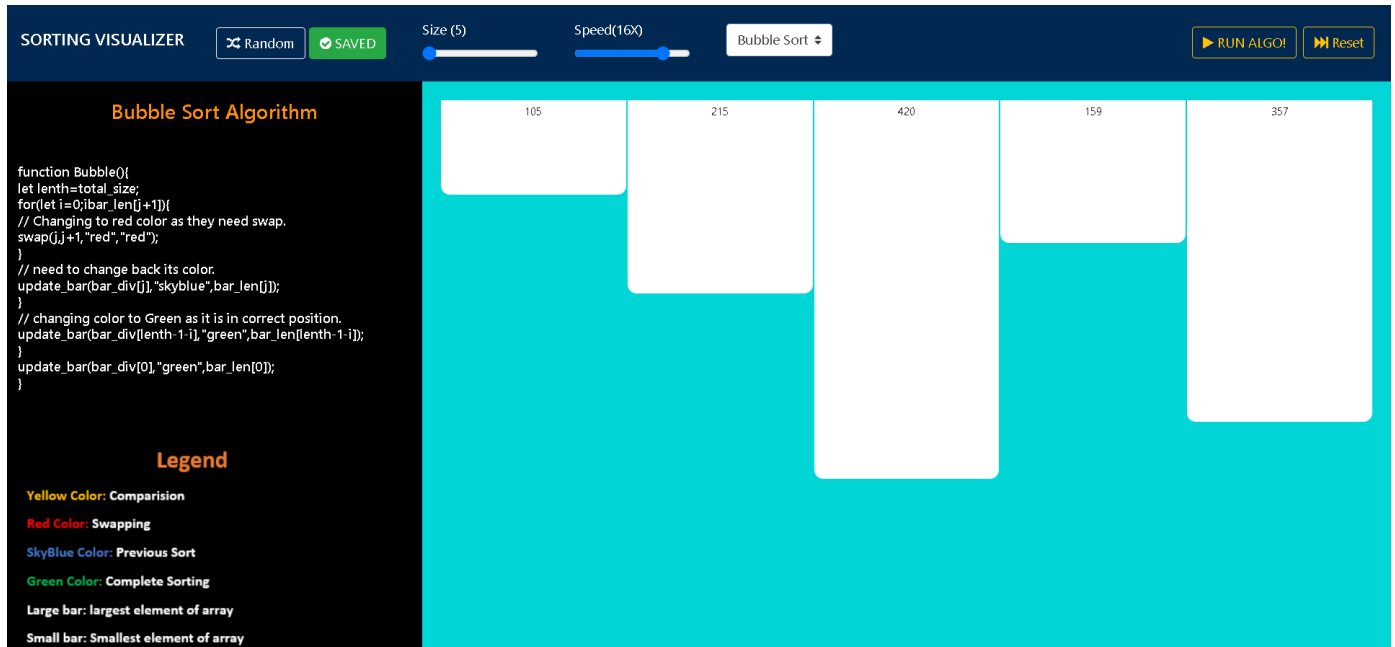 SORTING VISUALIZER
Random
SAVED
Size (5)
Speed(16X)
Bubble Sort
RUN ALGO!
Reset
Bubble Sort Algorithm
function Bubble(){
let lenth=total_size;
for(let i=0;ibar_len[j+1]){
// Changing to red color as they need swap.
swap(j,j+1,"red","red");
}
// need to change back its color.
update_bar(bar_div[j],"skyblue",bar_len[j]);
}
// changing color to Green as it is in correct position.
update_bar(bar_div[lenth-1-i],"green",bar_len[lenth-1-i]);
}
update_bar(bar_div[0],"green",bar_len[0]);
}
Legend
Yellow Color: Comparision
Red Color: Swapping
SkyBlue Color: Previous Sort
Green Color: Complete Sorting
Large bar: largest element of array
Small bar: Smallest element of array
105
215
420
159
357